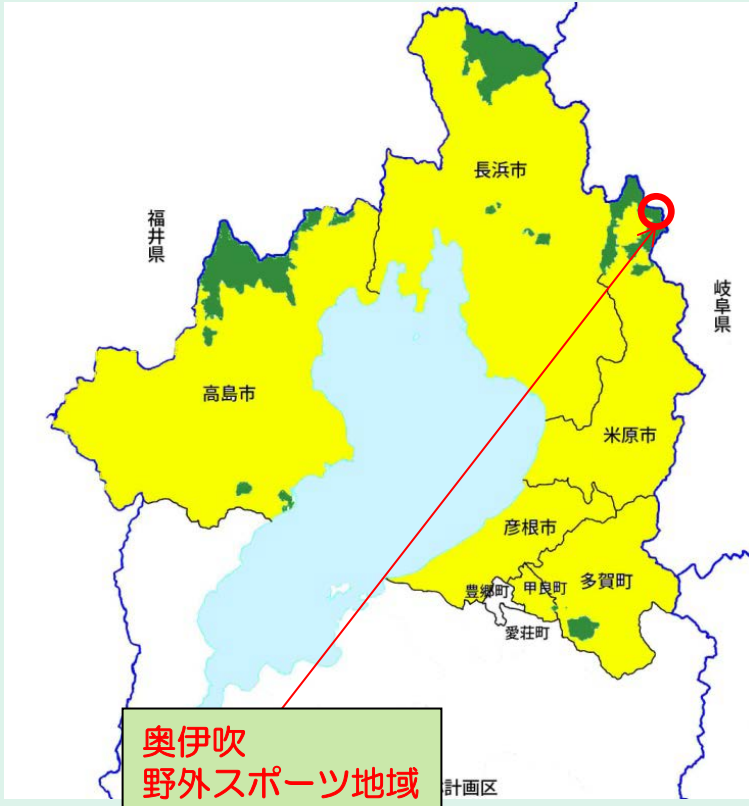 長浜市
福井県
岐阜県
高島市
米原市
彦根市
豊郷町
甲良町
多賀町
愛荘町
奥伊吹
野外スポーツ地域
計画区